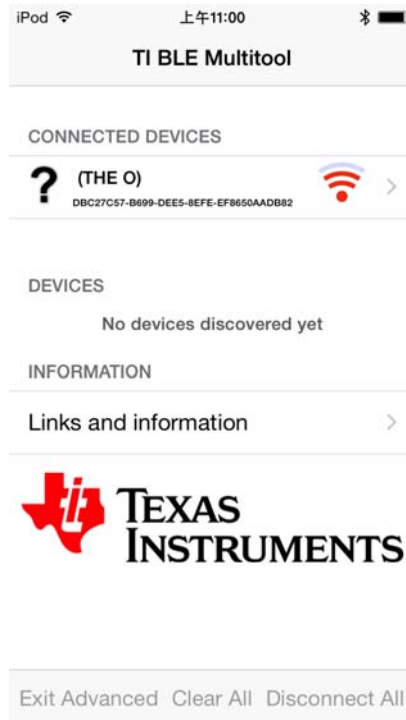 iPod 上午11:00
TI BLE Multitool
CONNECTED DEVICES
? (THE O)
DBC27C57-B699-DEE5-8EFE-EF8650AADB82
DEVICES
No devices discovered yet
INFORMATION
Links and information
TEXAS
INSTRUMENTS
Exit Advanced Clear All Disconnect All